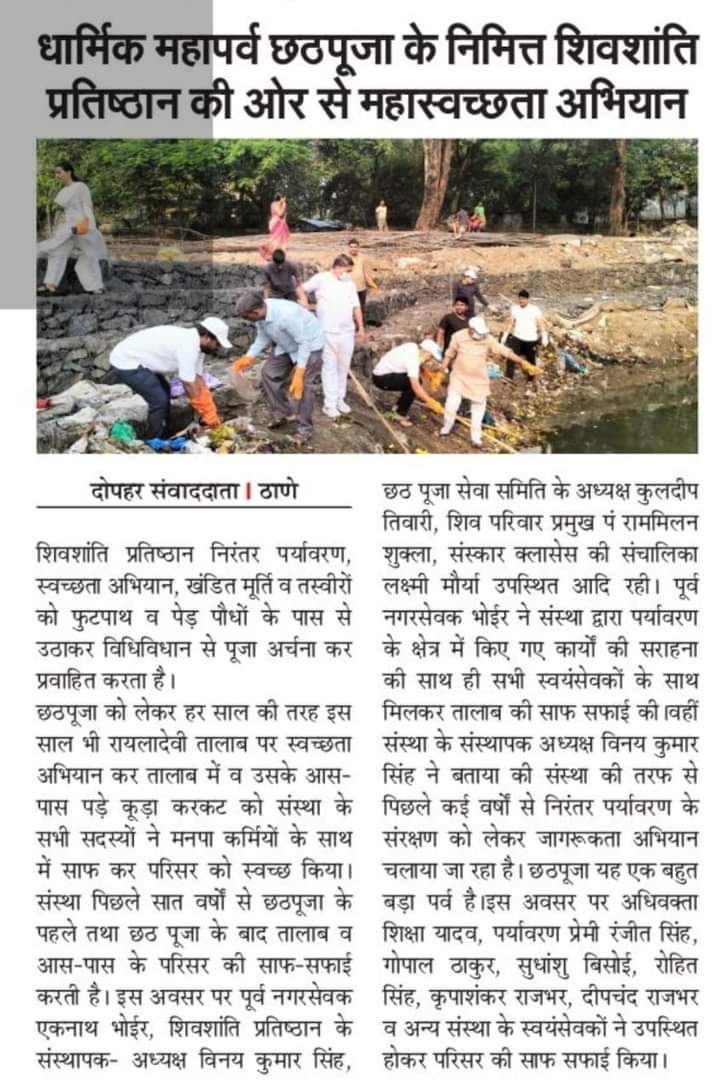 धार्मिक महापर्व छठपूजा के निमित्त शिवशांति
प्रतिष्ठान की ओर से महास्वच्छता अभियान
दोपहर संवाददाता । ठाणे
शिवशांति प्रतिष्ठान निरंतर पर्यावरण,
स्वच्छता अभियान, खंडित मूर्ति व तस्वीरों
को फुटपाथ व पेड़ पौधों के पास से
उठाकर विधिविधान से पूजा अर्चना कर
प्रवाहित करता है।
छठपूजा को लेकर हर साल की तरह इस
साल भी रायलादेवी तालाब पर स्वच्छता
अभियान कर तालाब में व उसके आस-
पास पड़े कूड़ा करकट को संस्था के
सभी सदस्यों ने मनपा कर्मियों के साथ
में साफ कर परिसर को स्वच्छ किया।
संस्था पिछले सात वर्षों से छठपूजा के
पहले तथा छठ पूजा के बाद तालाब व
आस-पास के परिसर की साफ-सफाई
करती है। इस अवसर पर पूर्व नगरसेवक
एकनाथ भोईर, शिवशांति प्रतिष्ठान के
संस्थापक- अध्यक्ष विनय कुमार सिंह,
छठ पूजा सेवा समिति के अध्यक्ष कुलदीप
तिवारी, शिव परिवार प्रमुख पं राममिलन
शुक्ला, संस्कार क्लासेस की संचालिका
लक्ष्मी मौर्या उपस्थित आदि रही। पूर्व
नगरसेवक भोईर ने संस्था द्वारा पर्यावरण
के क्षेत्र में किए गए कार्यों की सराहना
की साथ ही सभी स्वयंसेवकों के साथ
मिलकर तालाब की साफ सफाई की।वहीं
संस्था के संस्थापक अध्यक्ष विनय कुमार
सिंह ने बताया की संस्था की तरफ से
पिछले कई वर्षों से निरंतर पर्यावरण के
संरक्षण को लेकर जागरूकता अभियान
चलाया जा रहा है। छठपूजा यह एक बहुत
बड़ा पर्व है।इस अवसर पर अधिवक्ता
शिक्षा यादव, पर्यावरण प्रेमी रंजीत सिंह,
गोपाल ठाकुर, सुधांशु बिसोई, रोहित
सिंह, कृपाशंकर राजभर, दीपचंद राजभर
व अन्य संस्था के स्वयंसेवकों ने उपस्थित
होकर परिसर की साफ सफाई किया।